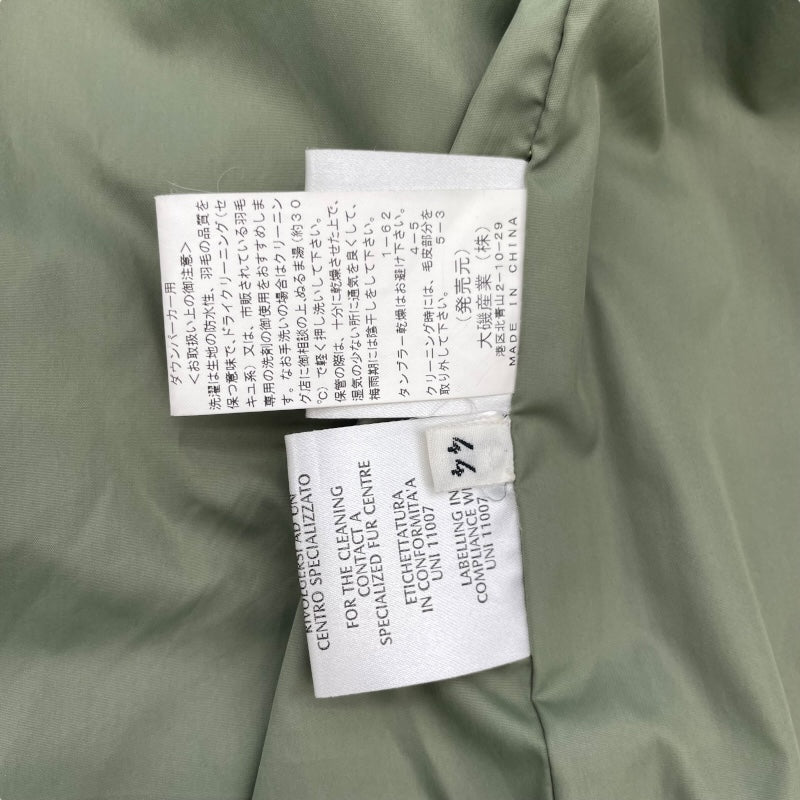 ダウンパーカー用
＜お取扱い上の御注意＞
洗濯は生地の防水性、羽毛の品質を
保つ意味で、ドライクリーニング(セ
キユ系)又は、市販されている羽毛
専用の洗剤の御使用をおすすめしま
す。なお手洗いの場合はクリーニン
グ店に御相談の上、ぬるま湯(約３０
℃)で軽く押し洗いして下さい。
保管の際は、十分に乾燥させた上で、
湿気の少ない所に通気を良くして、
梅雨期には陰干しをして下さい。
1-62
4-5
タンブラー乾燥はお避け下さい。
5-3
クリーニング時には、毛皮部分を
取り外して下さい。
(発売元)
大磯産業(株)
港区北青山2-10-29
MADE IN CHINA
44
RIVOLGERSI AD UN
CENTRO SPECIALIZZATO
FOR THE CLEANING
CONTACT A
SPECIALIZED FUR CENTRE
ETICHETTATURA
IN CONFORMITA'A
UNI 11007
LABELLING IN
COMPLIANCE
UNI 11007